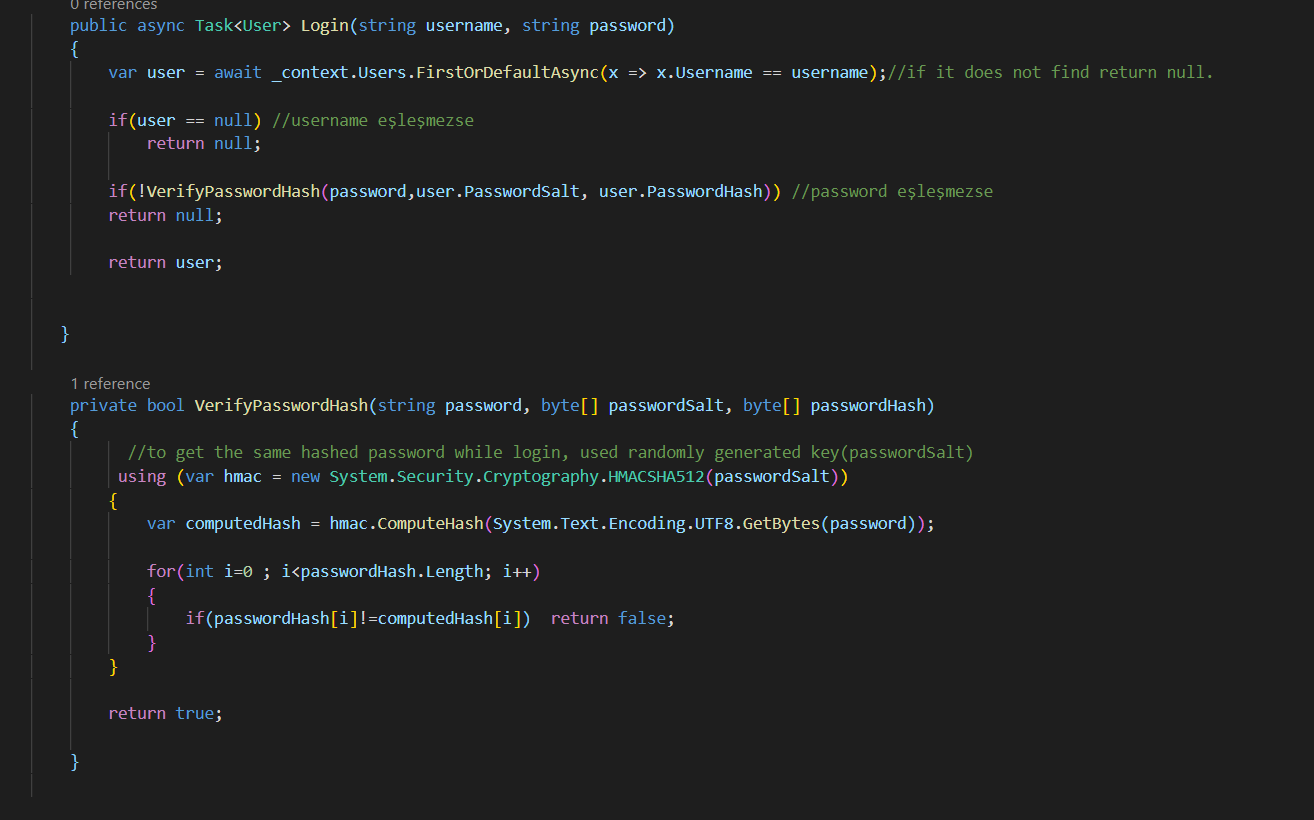 0 references
public async Task<User> Login(string username, string password)
{
var user = await _context.Users.FirstOrDefaultAsync(x => x.Username == username);//if it does not find return null.
if(user == null) //username eşleşmezse
return null;
if(!VerifyPasswordHash(password,user.PasswordSalt, user.PasswordHash)) //password eşleşmezse
return null;
return user;
}
1 reference
private bool VerifyPasswordHash(string password, byte[] passwordSalt, byte[] passwordHash)
{
//to get the same hashed password while login, used randomly generated key(passwordSalt)
using (var hmac = new System.Security.Cryptography.HMACSHA512(passwordSalt))
{
var computedHash = hmac.ComputeHash(System.Text.Encoding.UTF8.GetBytes(password));
for(int i=0 ; i<passwordHash.Length; i++)
{
if(passwordHash[i]!=computedHash[i])  return false;
}
}
return true;
}